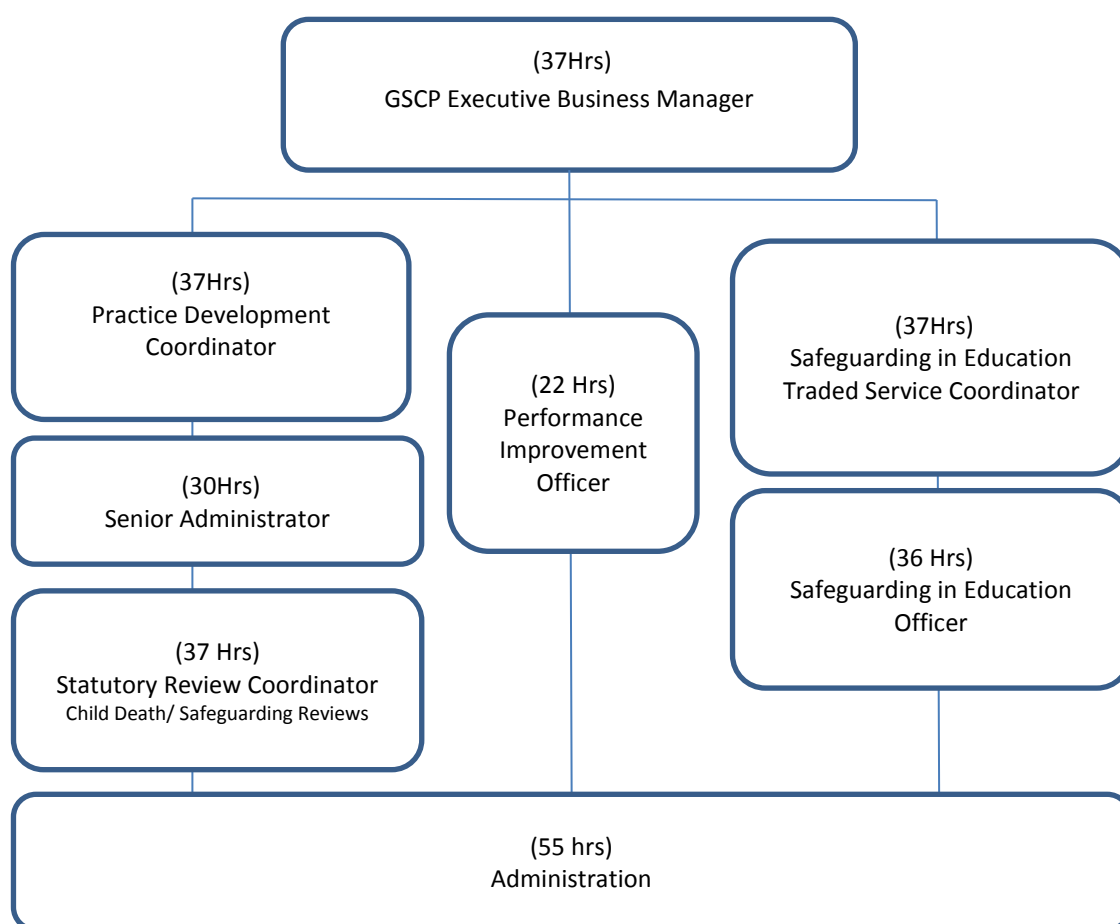 (37Hrs)
GSCP Executive Business Manager
(37Hrs)
Practice Development
Coordinator
(22 Hrs)
Performance
Improvement
Officer
(37Hrs)
Safeguarding in Education
Traded Service Coordinator
(30Hrs)
Senior Administrator
(36 Hrs)
Safeguarding in Education
Officer
(37 Hrs)
Statutory Review Coordinator
Child Death/ Safeguarding Reviews
(55 hrs)
Administration